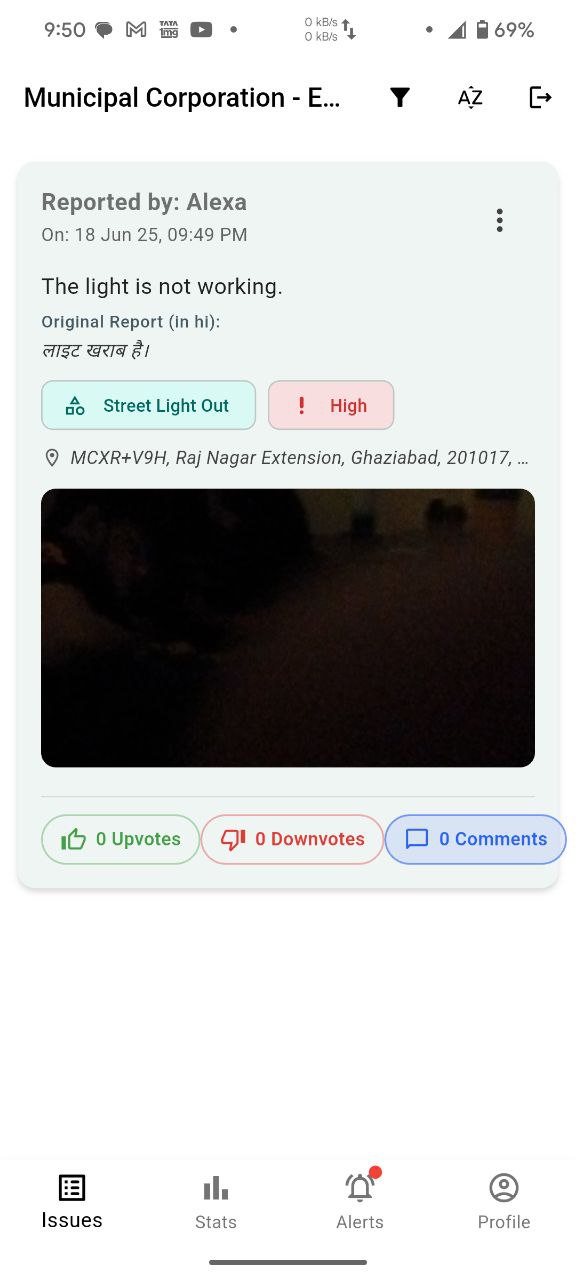 9:50 TATA 1mg 0 kB/s 0 kB/s 69%
Municipal Corporation - E... AZ
Reported by: Alexa
On: 18 Jun 25, 09:49 PM
The light is not working.
Original Report (in hi):
लाइट खराब है।
Street Light Out ! High
MCXR+V9H, Raj Nagar Extension, Ghaziabad, 201017, ...
0 Upvotes 0 Downvotes 0 Comments
Issues Stats Alerts Profile